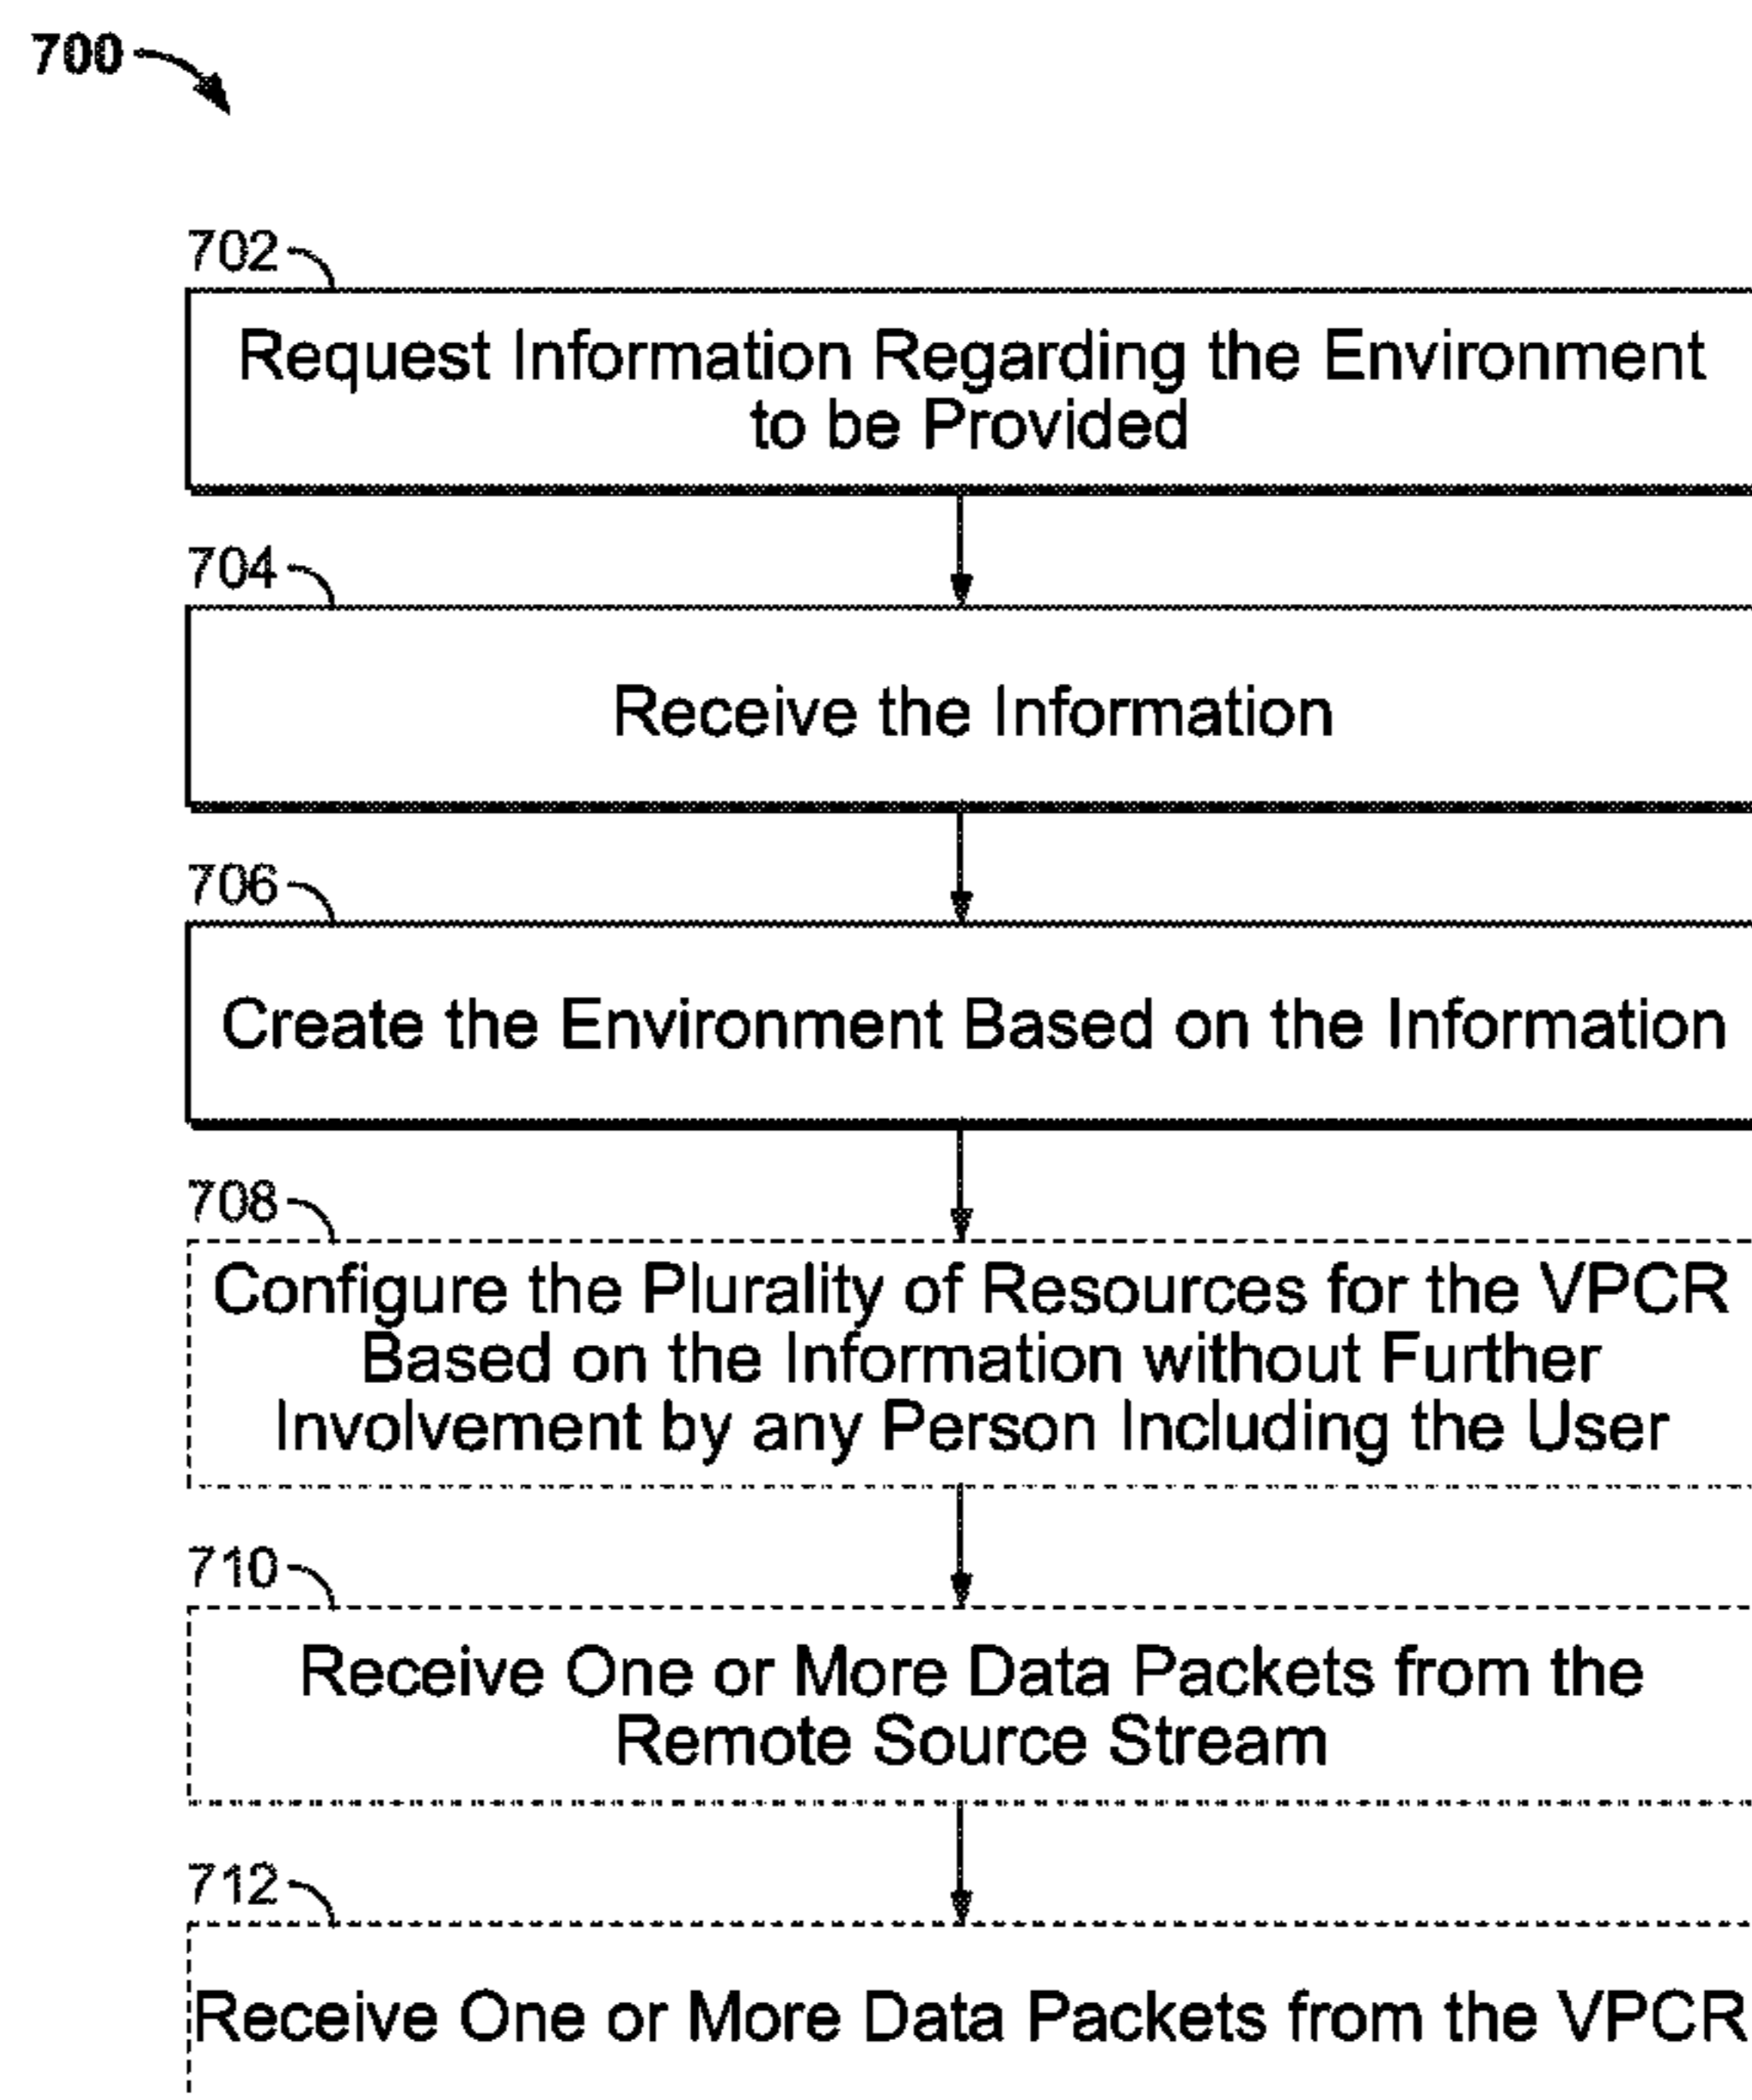 700
702
Request Information Regarding the Environment
to be Provided
704
Receive the Information
706
Create the Environment Based on the Information
708
Configure the Plurality of Resources for the VPCR
Based on the Information without Further
Involvement by any Person Including the User
710
Receive One or More Data Packets from the
Remote Source Stream
712
Receive One or More Data Packets from the VPCR